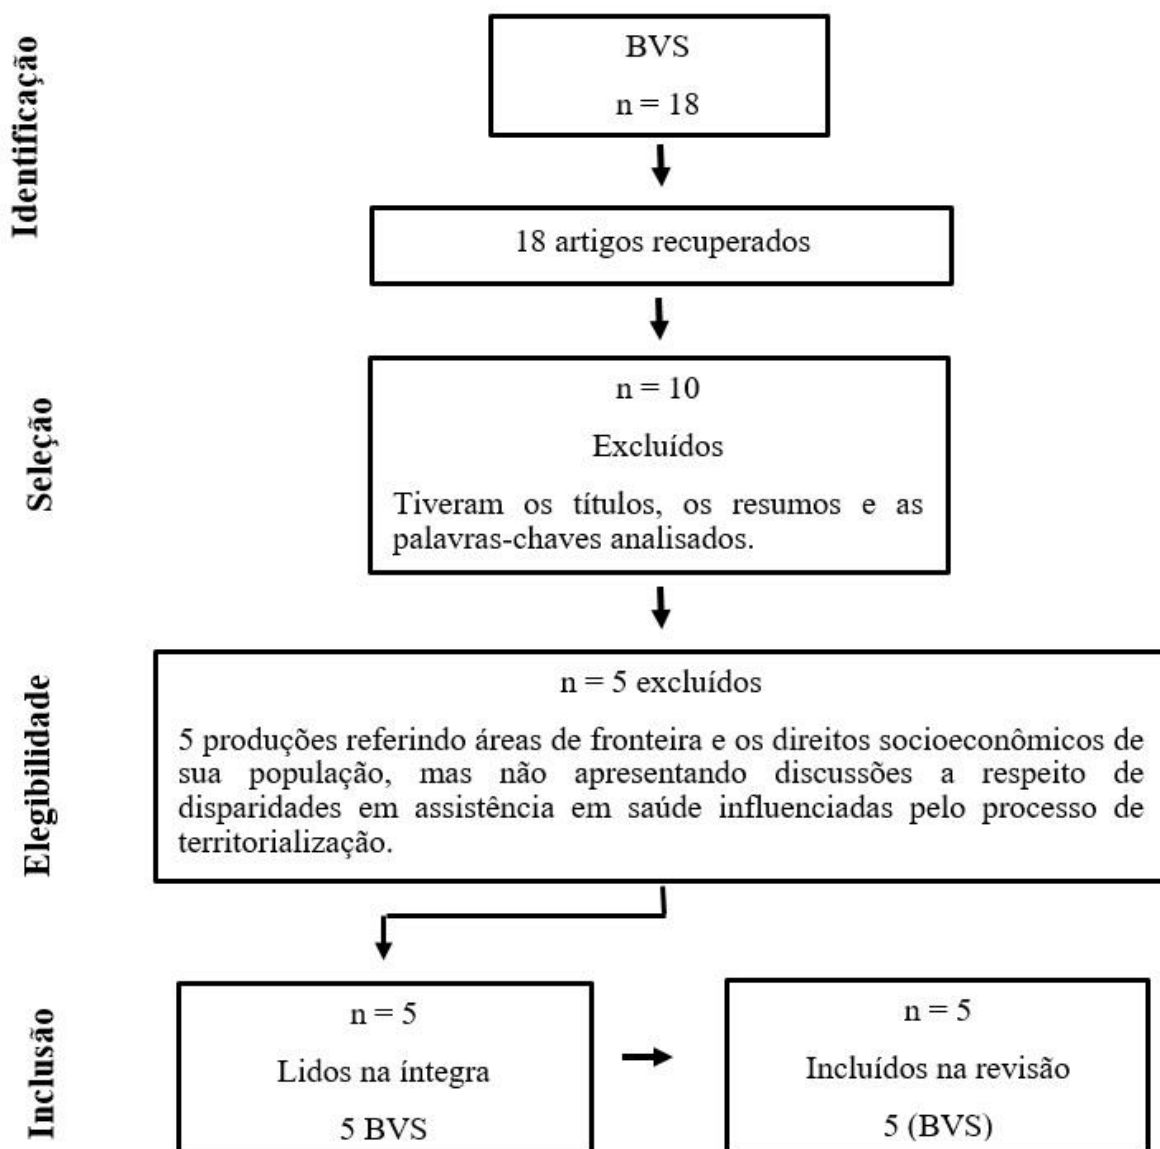 Identificação
BVS
n = 18
18 artigos recuperados
Seleção
n = 10
Excluídos
Tiveram os títulos, os resumos e as
palavras-chaves analisados.
Elegibilidade
n = 5 excluídos
5 produções referindo áreas de fronteira e os direitos socioeconômicos de
sua população, mas não apresentando discussões a respeito de
disparidades em assistência em saúde influenciadas pelo processo de
territorialização.
Inclusão
n = 5
Lidos na íntegra
5 BVS
n = 5
Incluídos na revisão
5 (BVS)